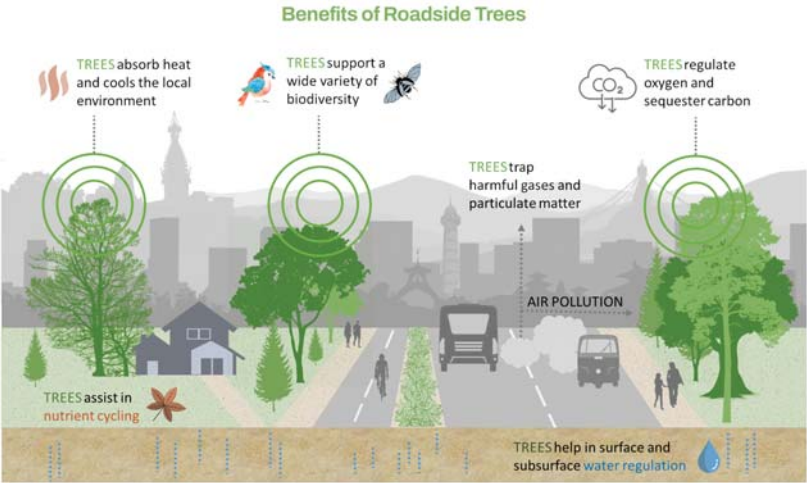 Benefits of Roadside Trees
TREES absorb heat
and cools the local
environment
TREES support a
wide variety of
biodiversity
CO2
TREES regulate
oxygen and
sequester carbon
TREES trap
harmful gases and
particulate matter
AIR POLLUTION
TREES assist in
nutrient cycling
TREES help in surface and
subsurface water regulation